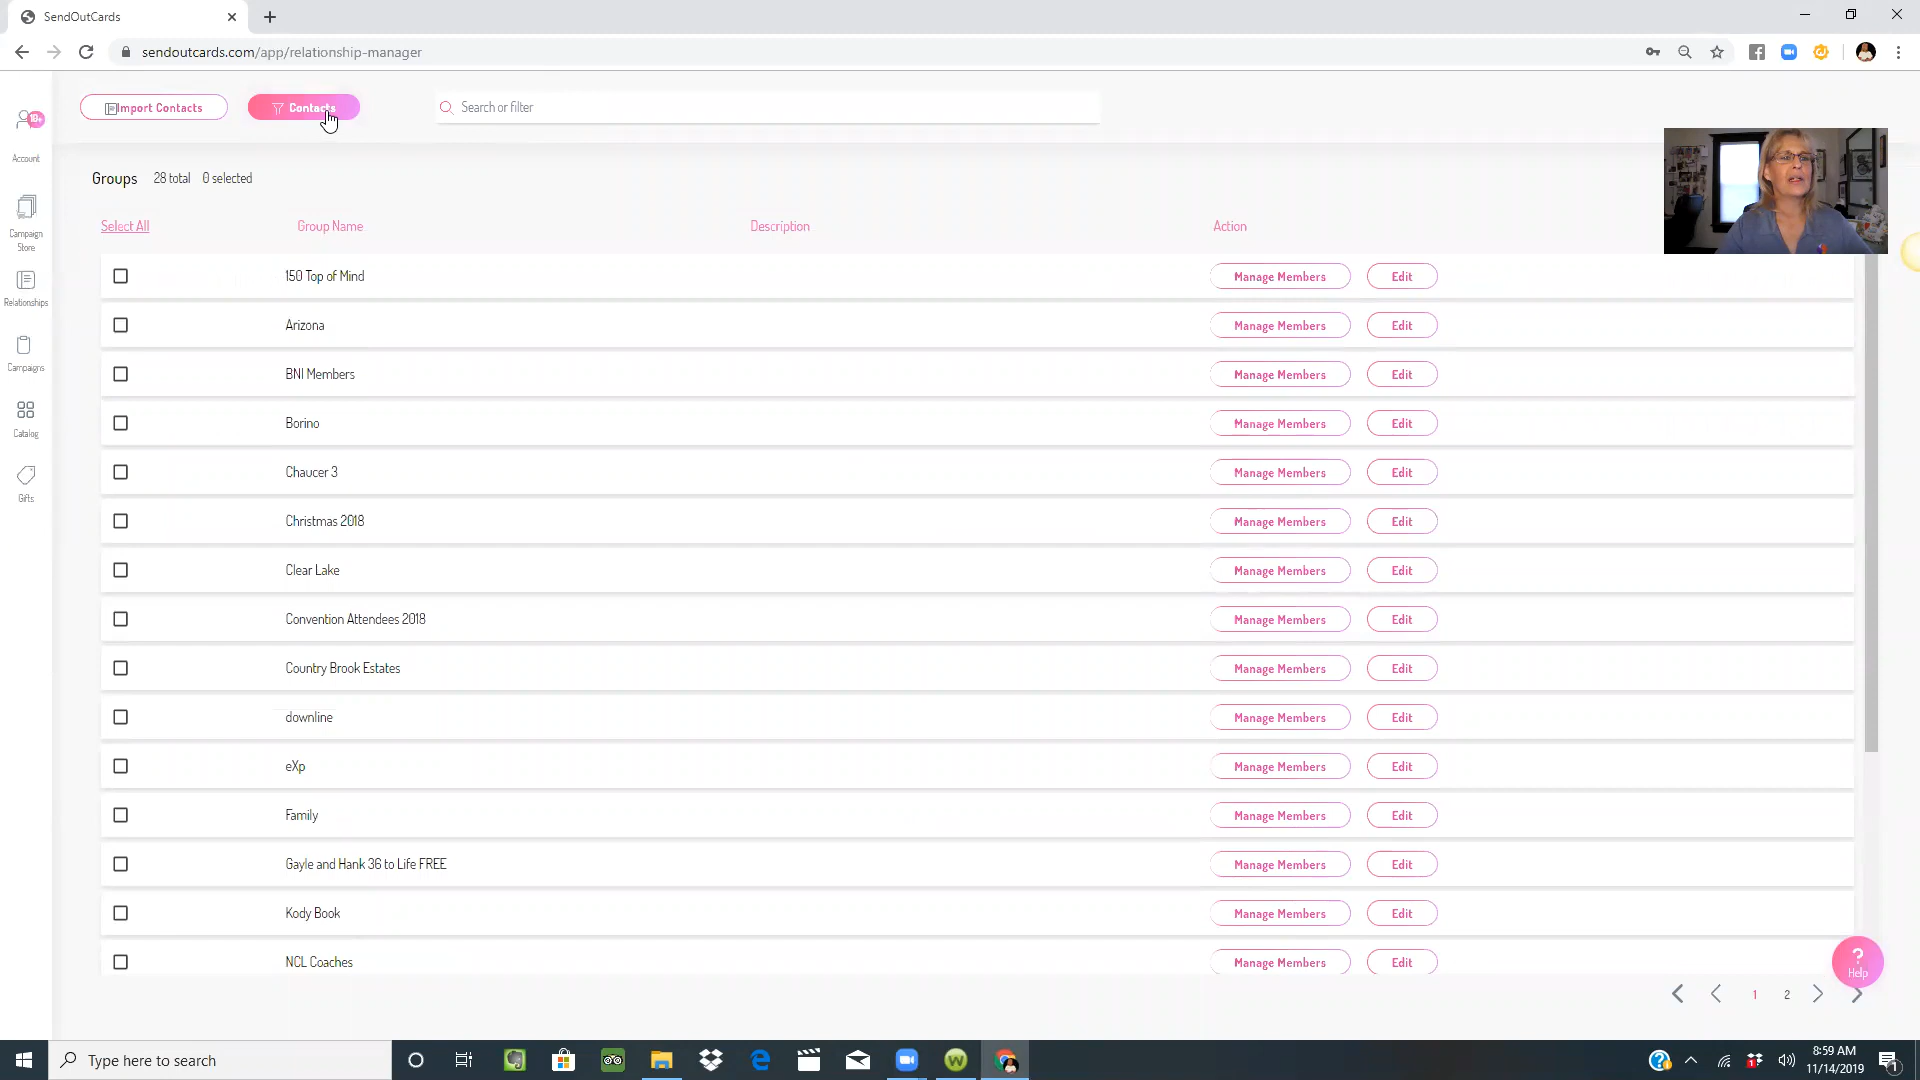 SendOutCards
sendoutcards.com/app/relationship-manager
Import Contacts
Contacts
Search or filter
18+
Account
Campaign
Store
Relationships
Campaigns
Catalog
Gifts
Groups 28 total 0 selected
Select All Group Name Description Action
150 Top of Mind Manage Members Edit
Arizona Manage Members Edit
BNI Members Manage Members Edit
Borino Manage Members Edit
Chaucer 3 Manage Members Edit
Christmas 2018 Manage Members Edit
Clear Lake Manage Members Edit
Convention Attendees 2018 Manage Members Edit
Country Brook Estates Manage Members Edit
downline Manage Members Edit
eXp Manage Members Edit
Family Manage Members Edit
Gayle and Hank 36 to Life FREE Manage Members Edit
Kody Book Manage Members Edit
NCL Coaches Manage Members Edit
? Help
1 2
Type here to search
8:59 AM
11/14/2019
1